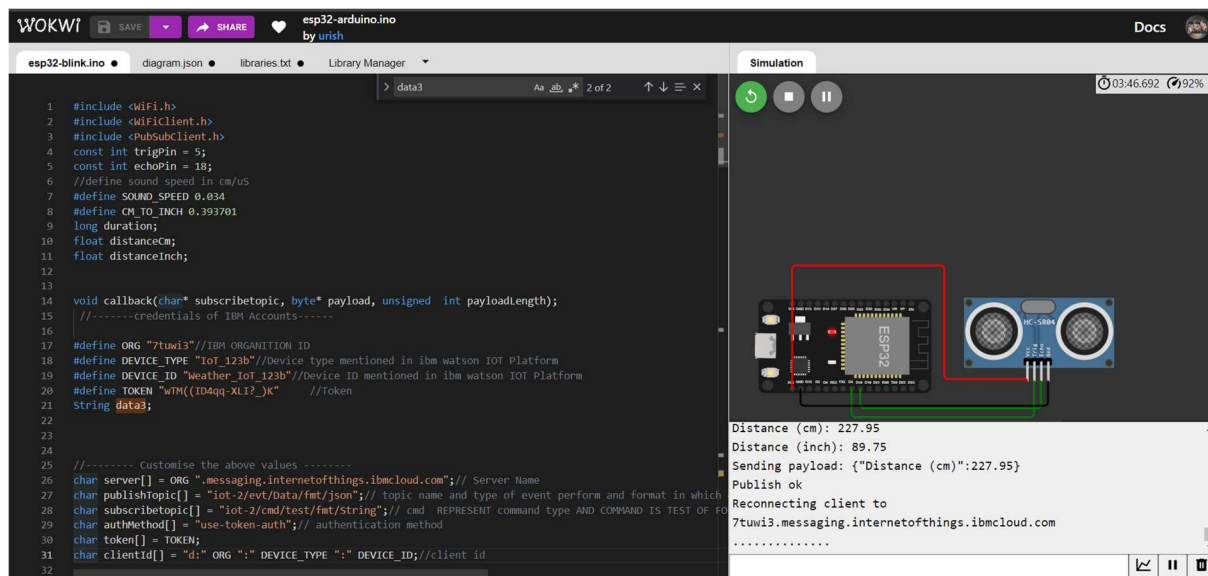 WOKWi SAVE SHARE esp32-arduino.ino Docs
by urish
esp32-blink.ino ● diagram.json ● libraries.txt ● Library Manager
Simulation
> data3 Aa ab 2 of 2
03:46.692 92%
1 #include <WiFi.h>
2 #include <WiFiClient.h>
3 #include <PubSubClient.h>
4 const int trigPin = 5;
5 const int echoPin = 18;
6 //define sound speed in cm/uS
7 #define SOUND_SPEED 0.034
8 #define CM_TO_INCH 0.393701
9 long duration;
10 float distanceCm;
11 float distanceInch;
12
13
14 void callback(char* subscribetopic, byte* payload, unsigned int payloadLength);
15 //-------credentials of IBM Accounts------
16
17 #define ORG "7tuwi3"//IBM ORGANITION ID
18 #define DEVICE_TYPE "IoT_123b"//Device type mentioned in ibm watson IOT Platform
19 #define DEVICE_ID "Weather_IoT_123b"//Device ID mentioned in ibm watson IOT Platform
20 #define TOKEN "wTM((ID4qq-XLI?_)K" //Token
21 String data3;
22
23
24
25 //-------- Customise the above values --------
26 char server[] = ORG ".messaging.internetofthings.ibmcloud.com";// Server Name
27 char publishTopic[] = "iot-2/evt/Data/fmt/json";// topic name and type of event perform and format in which
28 char subscribetopic[] = "iot-2/cmd/test/fmt/String";// cmd REPRESENT command type AND COMMAND IS TEST OF FO
29 char authMethod[] = "use-token-auth";// authentication method
30 char token[] = TOKEN;
31 char clientId[] = "d:" ORG ":" DEVICE_TYPE ":" DEVICE_ID;//client id
32
ESP32
HC-SR04
Vcc
Trig
Echo
Gnd
Distance (cm): 227.95
Distance (inch): 89.75
Sending payload: {"Distance (cm)":227.95}
Publish ok
Reconnecting client to
7tuwi3.messaging.internetofthings.ibmcloud.com
..............